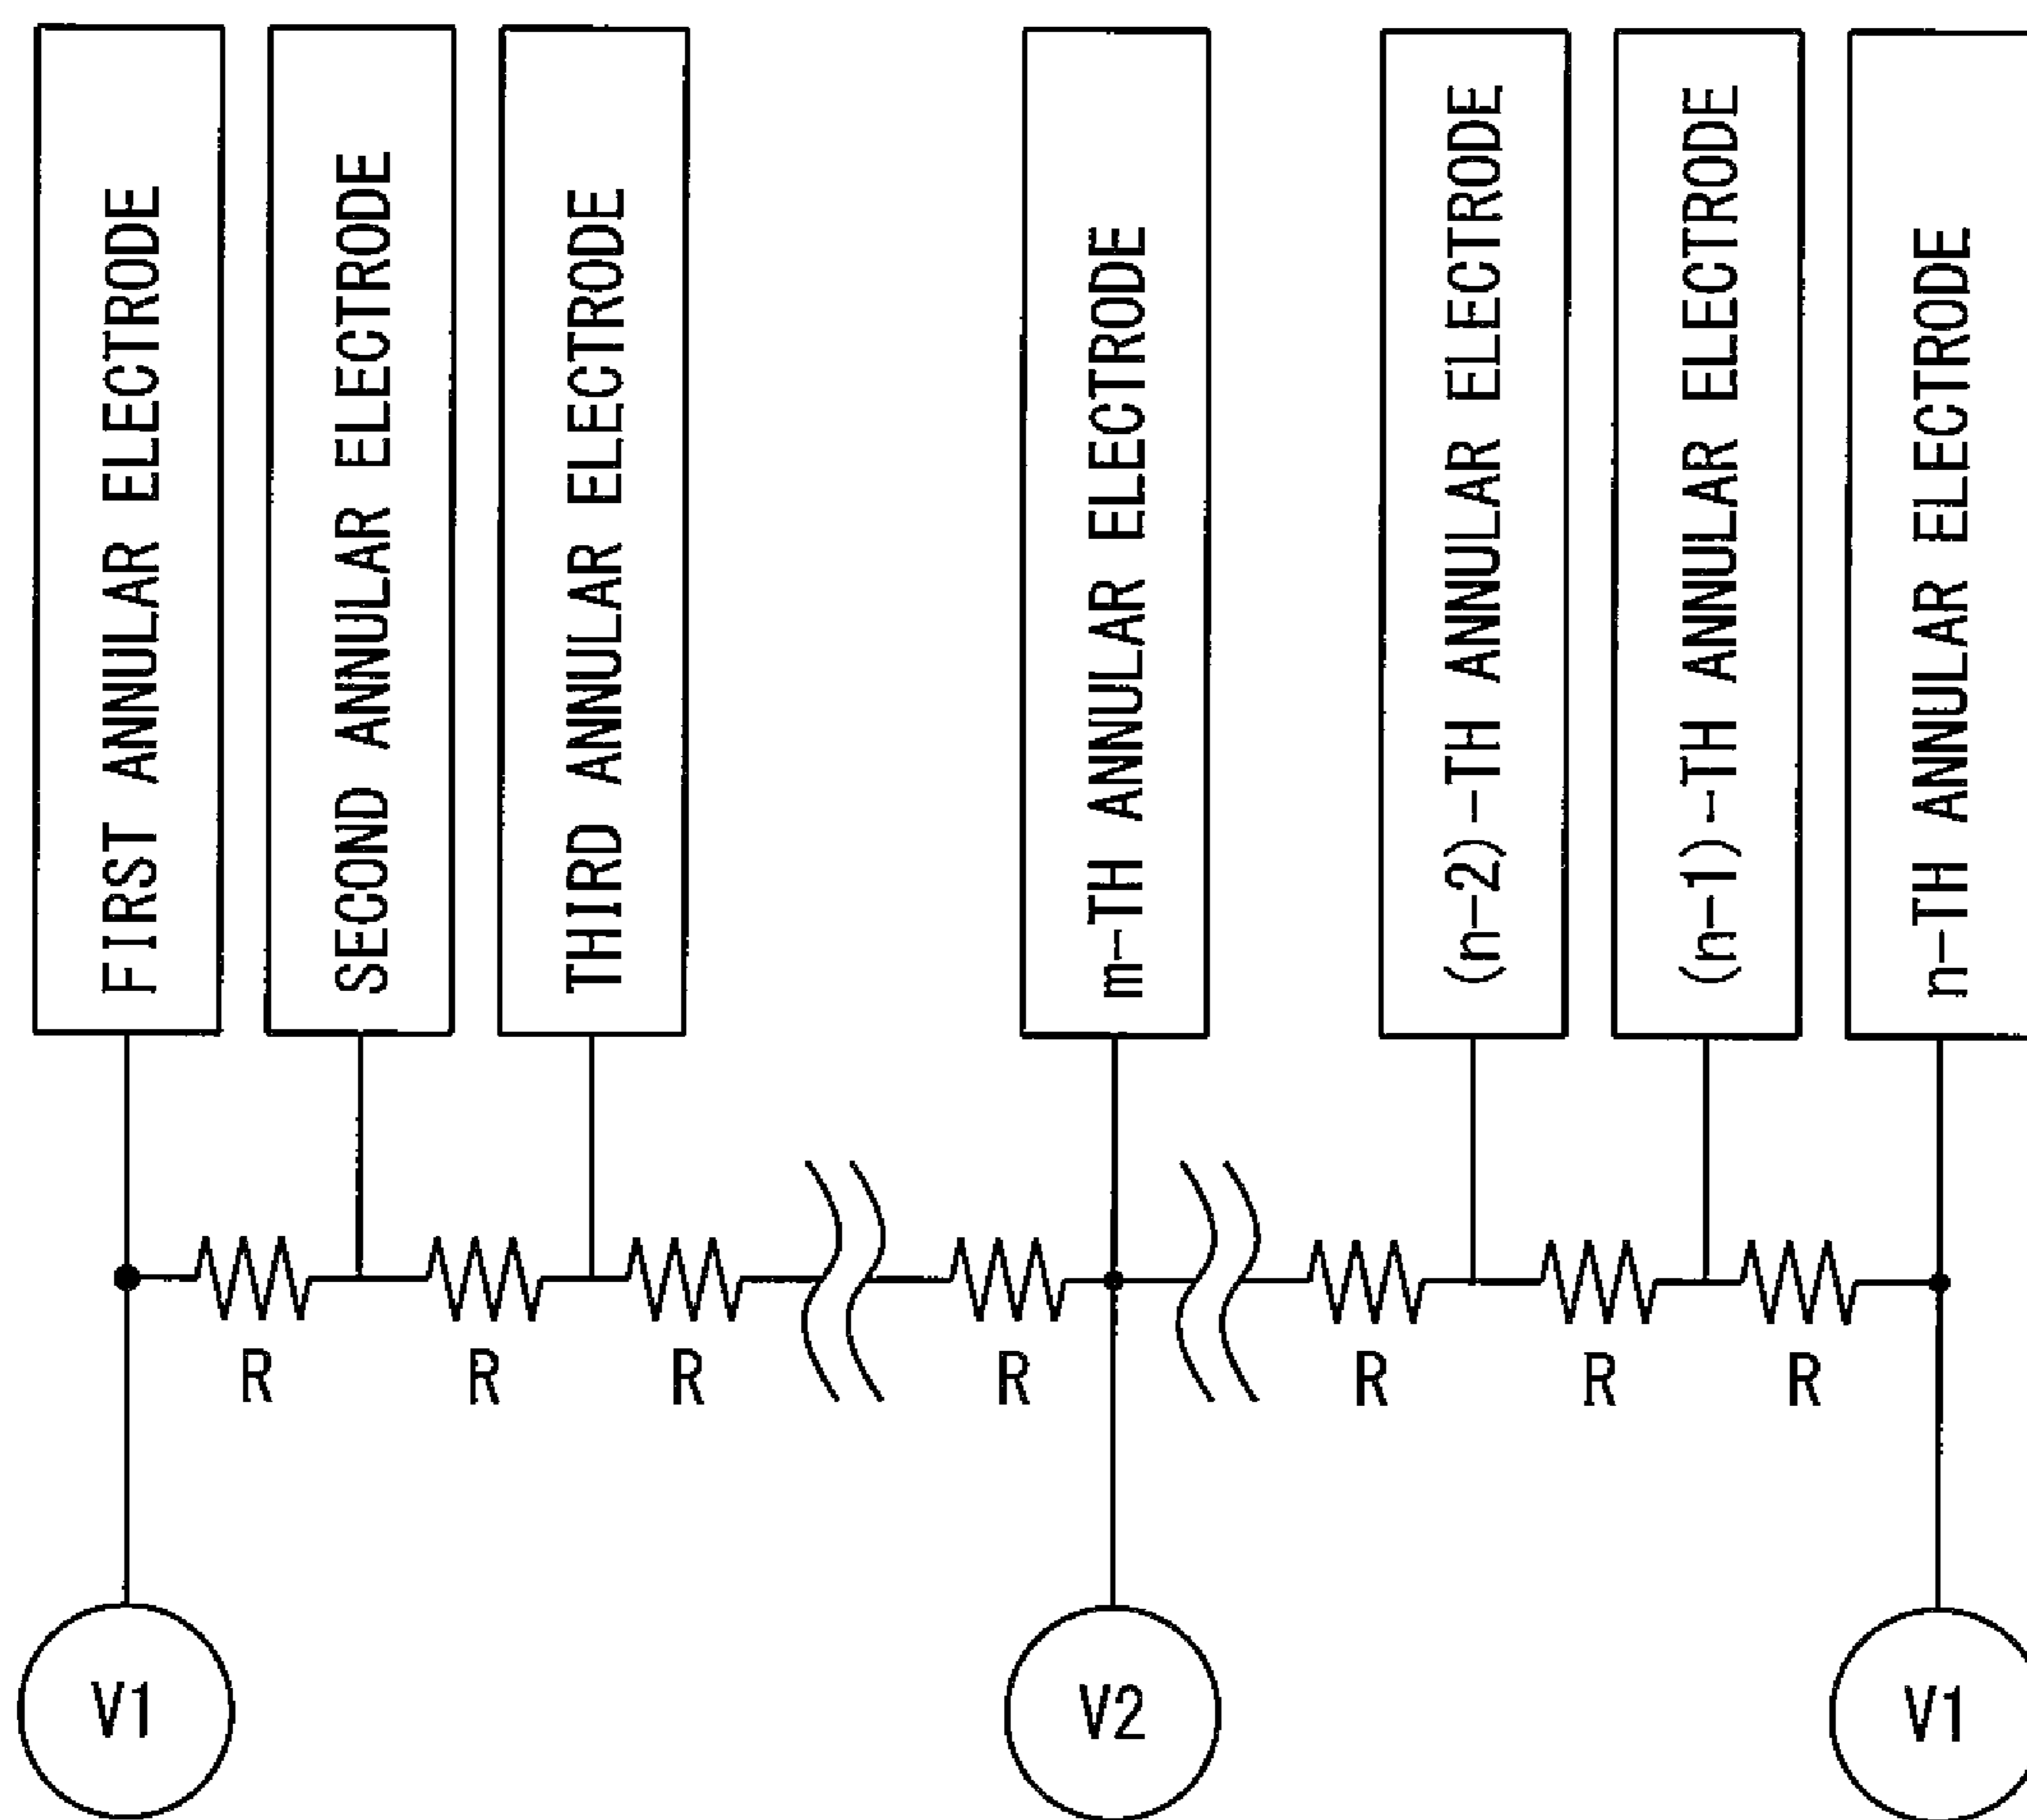 FIRST ANNULAR ELECTRODE
SECOND ANNULAR ELECTRODE
THIRD ANNULAR ELECTRODE
m-TH ANNULAR ELECTRODE
(n-2)-TH ANNULAR ELECTRODE
(n-1)-TH ANNULAR ELECTRODE
n-TH ANNULAR ELECTRODE
R
R
R
R
R
R
R
V1
V2
V1